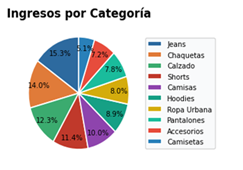 Ingresos por Categoría
15.3%
5.1%
7.2%
7.8%
8.0%
8.9%
10.0%
11.4%
12.3%
14.0%
Jeans
Chaquetas
Calzado
Shorts
Camisas
Hoodies
Ropa Urbana
Pantalones
Accesorios
Camisetas